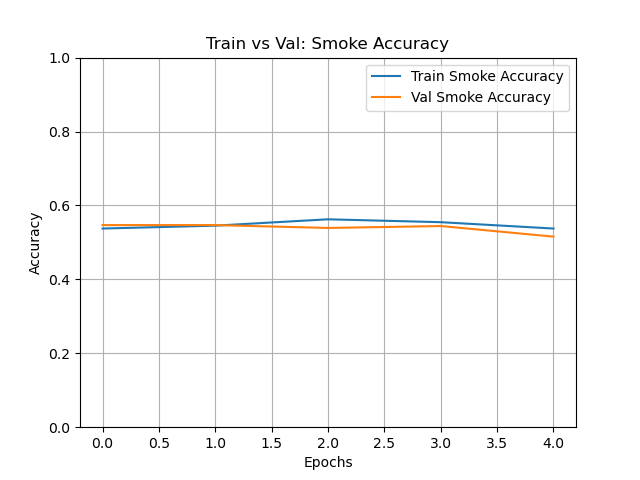 Train vs Val: Smoke Accuracy
Train Smoke Accuracy
Val Smoke Accuracy
Accuracy
1.0
0.8
0.6
0.4
0.2
0.0
0.0 0.5 1.0 1.5 2.0 2.5 3.0 3.5 4.0
Epochs